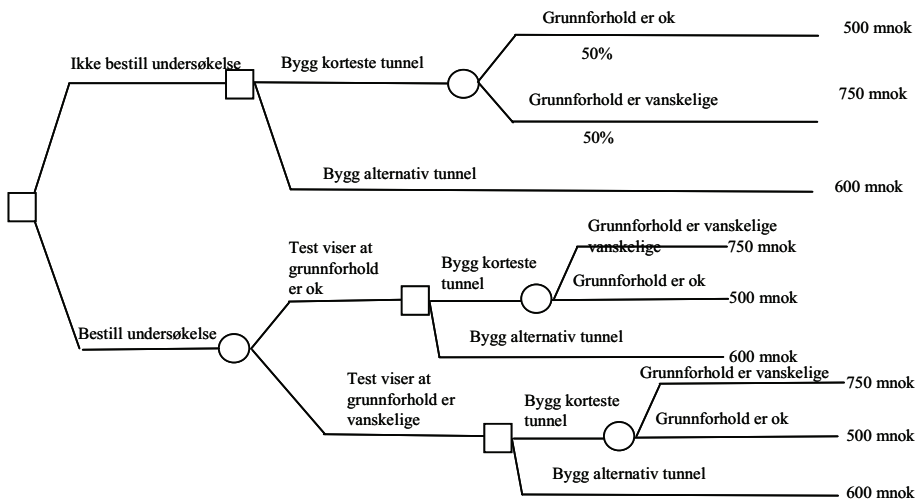 Grunnforhold er ok
500 mnok
50%
Ikke bestill undersøkelse
Bygg korteste tunnel
Grunnforhold er vanskelige
750 mnok
50%
Bygg alternativ tunnel
600 mnok
Test viser at
grunnforhold
er ok
Grunnforhold er vanskelige
vanskelige
750 mnok
Bygg korteste
tunnel
Grunnforhold er ok
500 mnok
Bygg alternativ tunnel
600 mnok
Bestill undersøkelse
Test viser at
grunnforhold er
vanskelige
Grunnforhold er vanskelige
750 mnok
Bygg korteste
tunnel
Grunnforhold er ok
500 mnok
Bygg alternativ tunnel
600 mnok